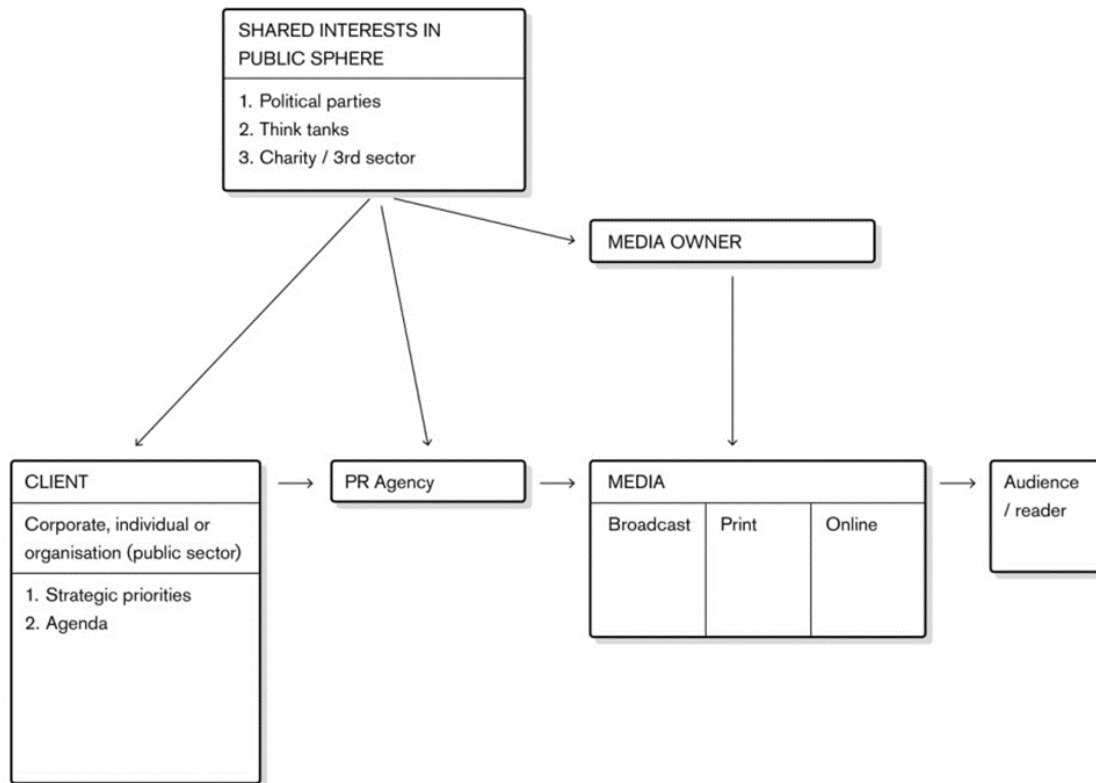 SHARED INTERESTS IN
PUBLIC SPHERE
1. Political parties
2. Think tanks
3. Charity / 3rd sector
MEDIA OWNER
CLIENT
Corporate, individual or
organisation (public sector)
1. Strategic priorities
2. Agenda
PR Agency
MEDIA
Broadcast
Print
Online
Audience
/ reader